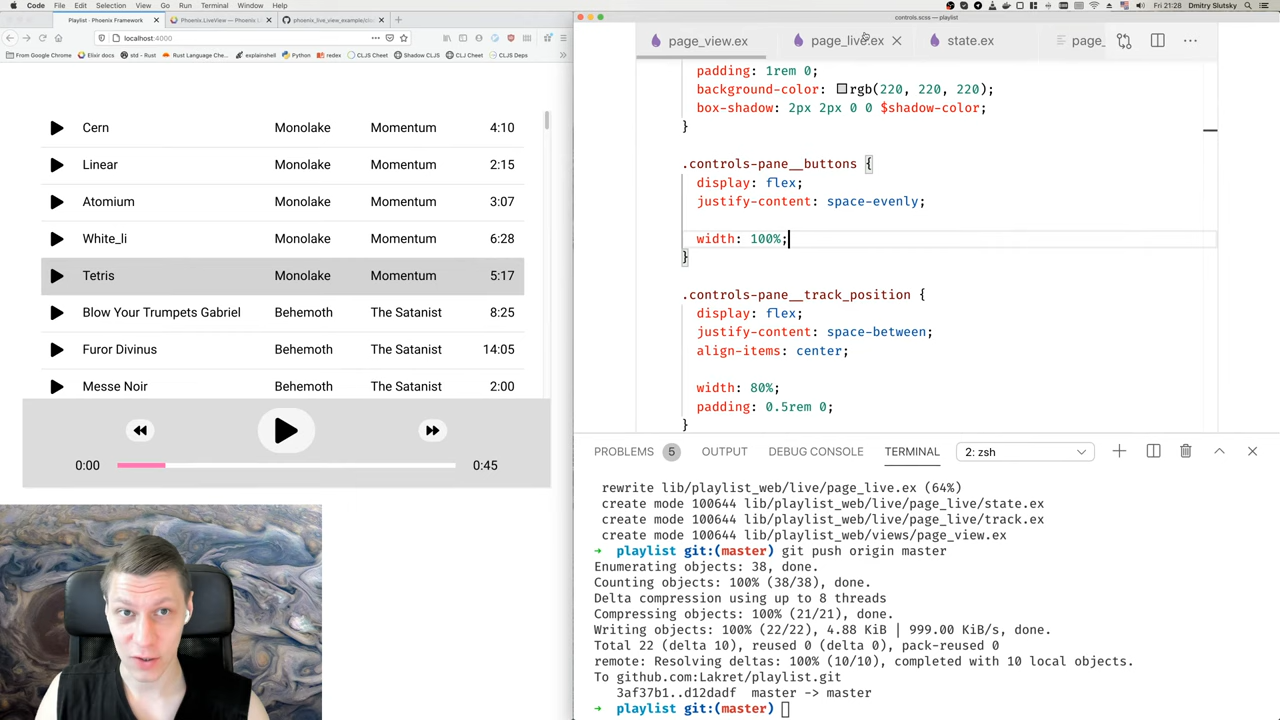 Code File Edit Selection View Go Run Terminal Window Help
Fri 21:28 Dmitry Slutsky
Playlist · Phoenix Framework
Phoenix.LiveView — Phoenix L
phoenix_live_view_example/clo
controls.scss — playlist
localhost:4000
From Google Chrome Elixir docs std - Rust Rust Language Cheat explainshell Python redex CLJS Cheet Shadow CLJS CLJ Cheet CLJS Deps
page_view.ex
page_live.ex
state.ex
page_
Cern Monolake Momentum 4:10
Linear Monolake Momentum 2:15
Atomium Monolake Momentum 3:07
White_li Monolake Momentum 6:28
Tetris Monolake Momentum 5:17
Blow Your Trumpets Gabriel Behemoth The Satanist 8:25
Furor Divinus Behemoth The Satanist 14:05
Messe Noir Behemoth The Satanist 2:00
0:00 0:45
padding: 1rem 0;
background-color: rgb(220, 220, 220);
box-shadow: 2px 2px 0 0 $shadow-color;
}
.controls-pane__buttons {
display: flex;
justify-content: space-evenly;
width: 100%;
}
.controls-pane__track_position {
display: flex;
justify-content: space-between;
align-items: center;
width: 80%;
padding: 0.5rem 0;
}
PROBLEMS 5 OUTPUT DEBUG CONSOLE TERMINAL 2: zsh
rewrite lib/playlist_web/live/page_live.ex (64%)
create mode 100644 lib/playlist_web/live/page_live/state.ex
create mode 100644 lib/playlist_web/live/page_live/track.ex
create mode 100644 lib/playlist_web/views/page_view.ex
➜ playlist git:(master) git push origin master
Enumerating objects: 38, done.
Counting objects: 100% (38/38), done.
Delta compression using up to 8 threads
Compressing objects: 100% (21/21), done.
Writing objects: 100% (22/22), 4.88 KiB | 999.00 KiB/s, done.
Total 22 (delta 10), reused 0 (delta 0), pack-reused 0
remote: Resolving deltas: 100% (10/10), completed with 10 local objects.
To github.com:Lakret/playlist.git
3af37b1..d12dadf master -> master
➜ playlist git:(master)